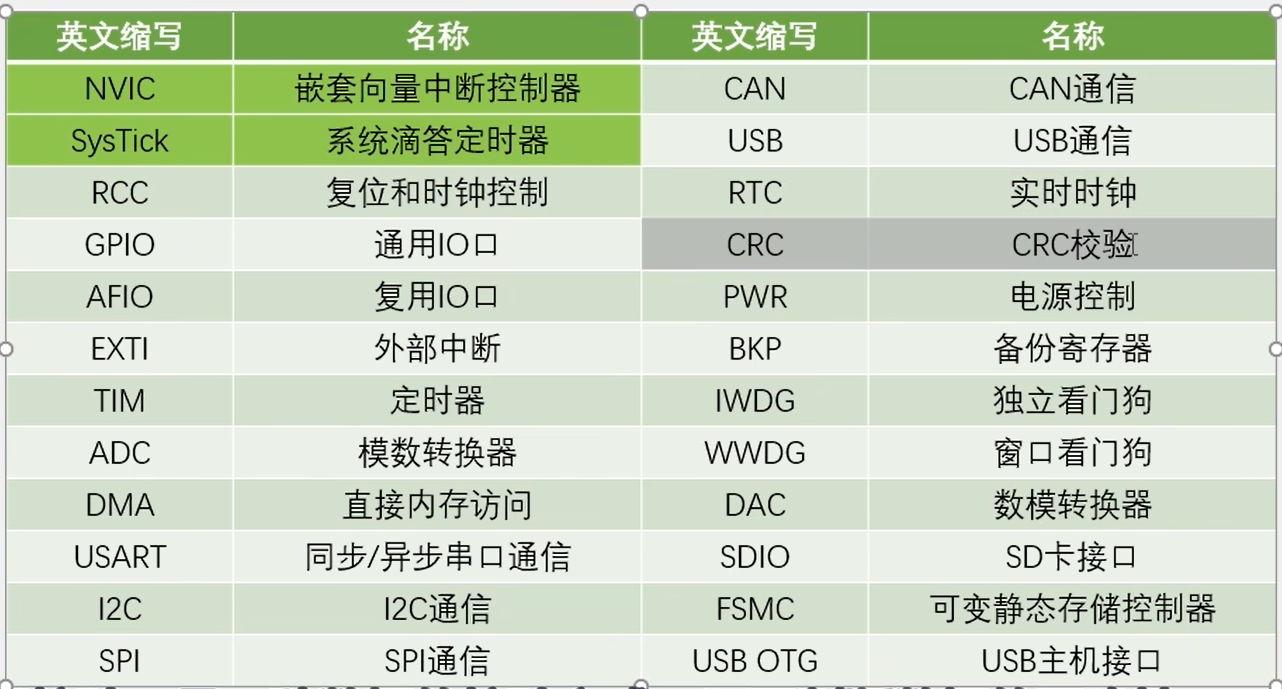 英文缩写 名称 英文缩写 名称
NVIC 嵌套向量中断控制器 CAN CAN通信
SysTick 系统滴答定时器 USB USB通信
RCC 复位和时钟控制 RTC 实时时钟
GPIO 通用IO口 CRC CRC校验
AFIO 复用IO口 PWR 电源控制
EXTI 外部中断 BKP 备份寄存器
TIM 定时器 IWDG 独立看门狗
ADC 模数转换器 WWDG 窗口看门狗
DMA 直接内存访问 DAC 数模转换器
USART 同步/异步串口通信 SDIO SD卡接口
I2C I2C通信 FSMC 可变静态存储控制器
SPI SPI通信 USB OTG USB主机接口